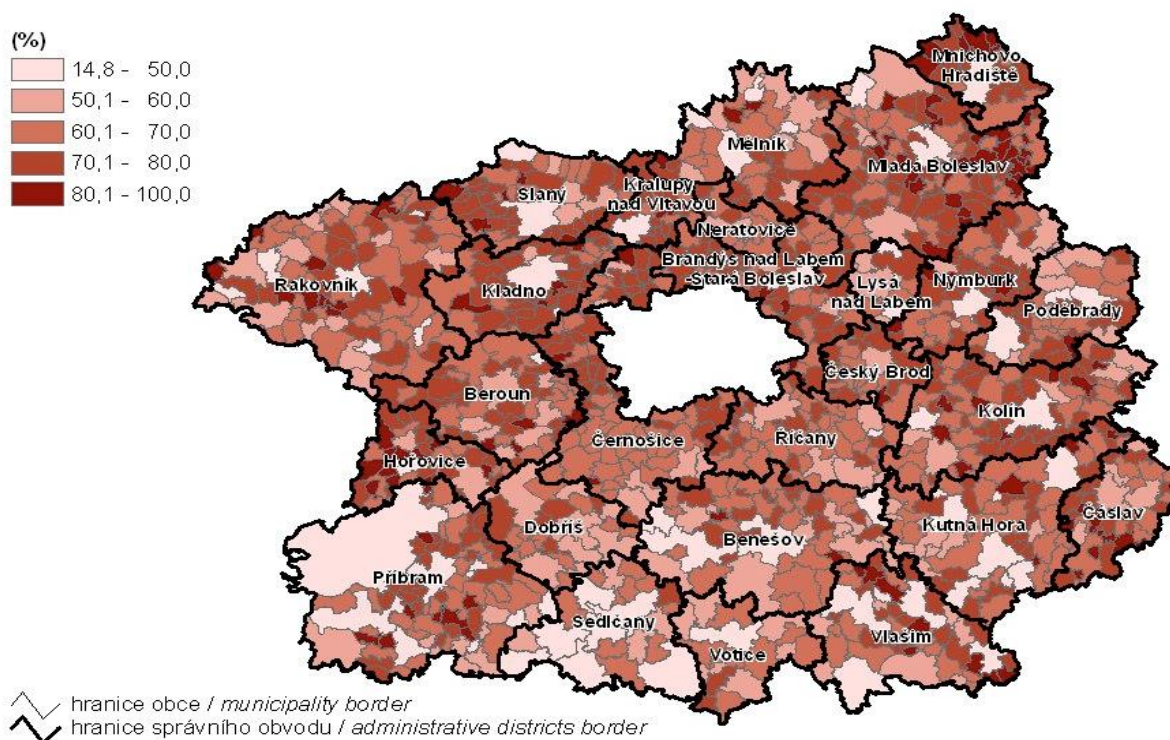 (%)
14,8 - 50,0
50,1 - 60,0
60,1 - 70,0
70,1 - 80,0
80,1 - 100,0
Mnichovo
Hradiště
Mělník
Mladá Boleslav
Slaný
Kralupy
nad Vltavou
Neratovice
Brandýs nad Labem
-Stará Boleslav
Lysá
nad Labem
Nymburk
Poděbrady
Rakovník
Kladno
Český Brod
Beroun
Kolín
Černošice
Říčany
Hořovice
Dobříš
Benešov
Kutná Hora
Čáslav
Příbram
Sedlčany
Votice
Vlašim
hranice obce / municipality border
hranice správního obvodu / administrative districts border